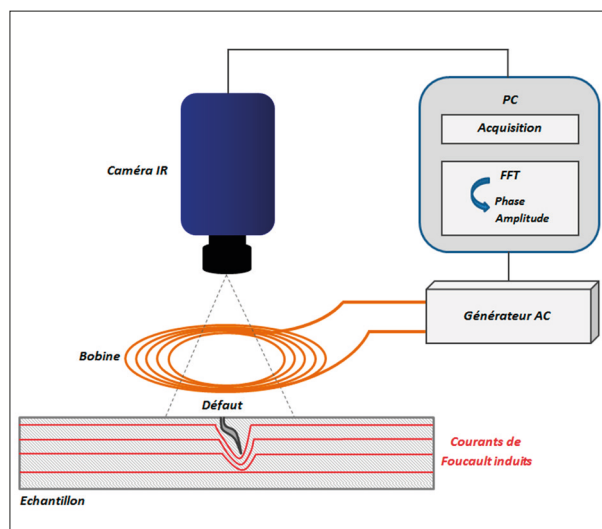 PC
Acquisition
Caméra IR
FFT
Phase
Amplitude
Générateur AC
Bobine
Défaut
Courants de
Foucault induits
Echantillon